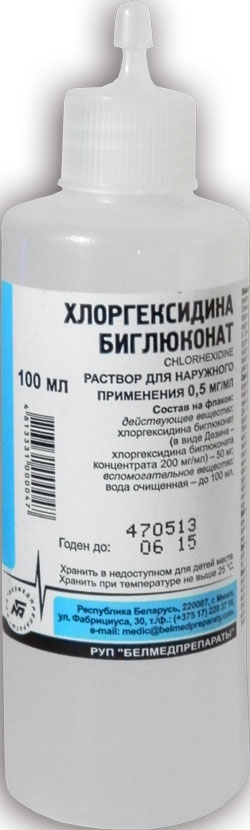 ХЛОРГЕКСИДИНА
БИГЛЮКОНАТ
CHLORHEXIDINE
100 мл
РАСТВОР ДЛЯ НАРУЖНОГО
ПРИМЕНЕНИЯ 0,5 мг/мл
Состав на флакон:
действующее вещество:
хлоргексидина биглюконат
(в виде Дезина –
хлоргексидина биглюконата
концентрата 200 мг/мл) – 50 мг;
вспомогательное вещество:
вода очищенная – до 100 мл.
470513
Годен до: 06 15
Хранить в недоступном для детей месте.
Хранить при температуре не выше 25 °С.
Республика Беларусь, 220007, г. Минск,
ул. Фабрициуса, 30, т./ф.: (+375 17) 220 37 16,
e-mail: medic@belmedpreparaty.com
РУП "БЕЛМЕДПРЕПАРАТЫ"